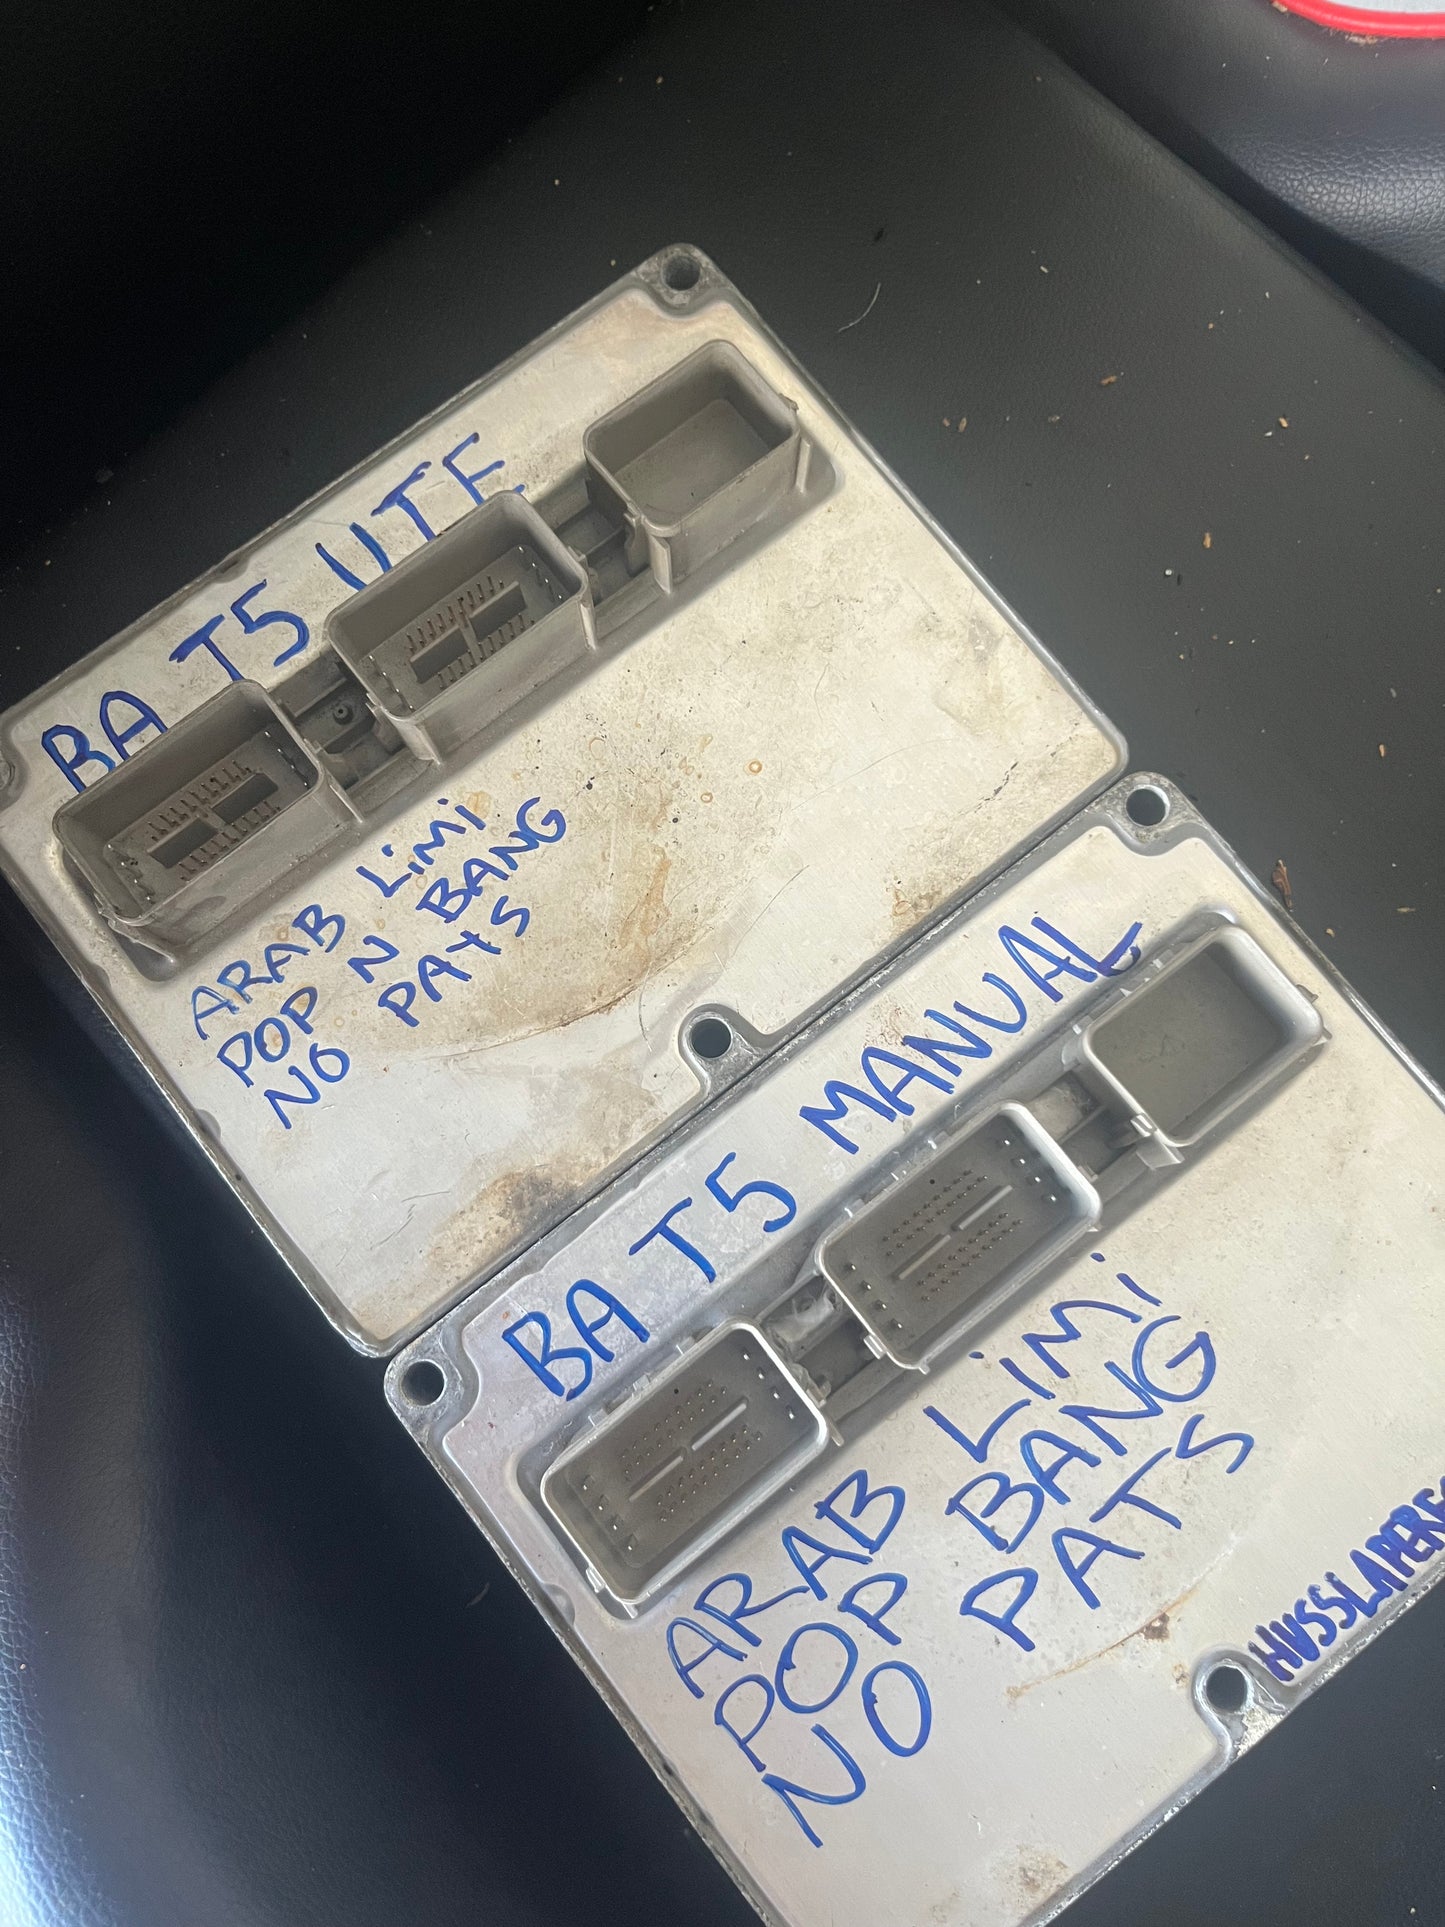 BA T5 UTE
ARAB LiMi
POP N BANG
NO PATS
BA T5 MANUAL
ARAB LiMi
POP BANG
NO PATS